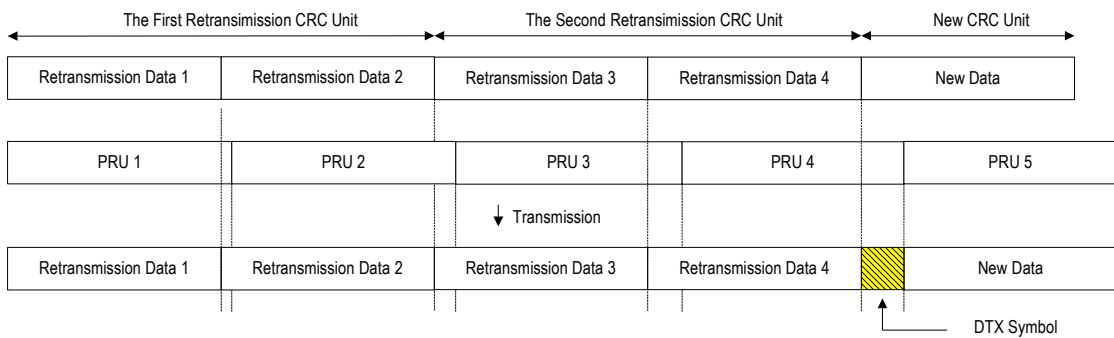 The First Retransimission CRC Unit
The Second Retransimission CRC Unit
New CRC Unit
Retransmission Data 1
Retransmission Data 2
Retransmission Data 3
Retransmission Data 4
New Data
PRU 1
PRU 2
PRU 3
PRU 4
PRU 5
Transmission
Retransmission Data 1
Retransmission Data 2
Retransmission Data 3
Retransmission Data 4
New Data
DTX Symbol